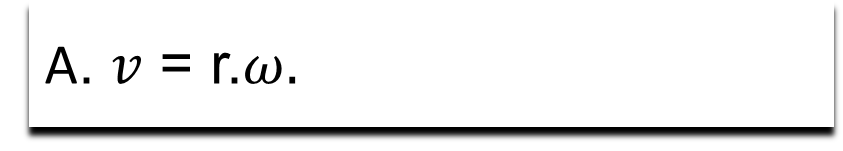 A. 𝑣 = r.𝜔.